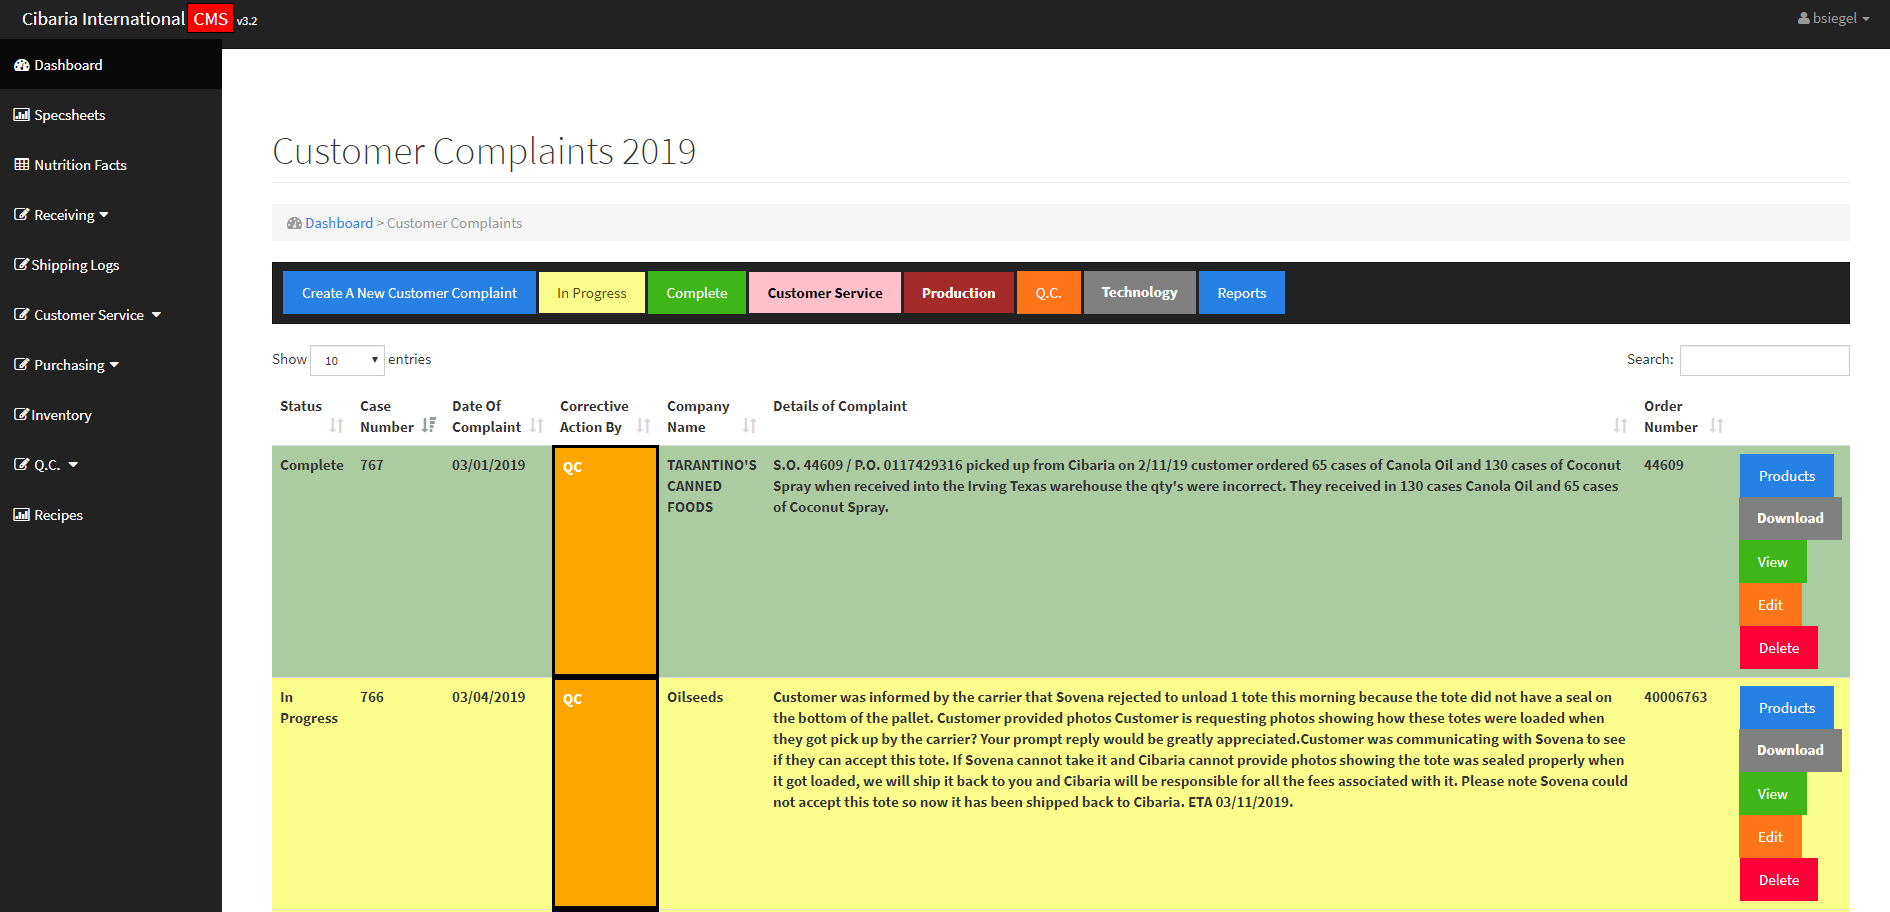 Cibaria International CMS v3.2
bsiegel
Dashboard
Specsheets
Nutrition Facts
Receiving
Shipping Logs
Customer Service
Purchasing
Inventory
Q.C.
Recipes
Customer Complaints 2019
Dashboard > Customer Complaints
Create A New Customer Complaint
In Progress
Complete
Customer Service
Production
Q.C.
Technology
Reports
Show 10 entries
Search:
Status
Case
Number
Date Of
Complaint
Corrective
Action By
Company
Name
Details of Complaint
Order
Number
Complete
767
03/01/2019
QC
TARANTINO'S
CANNED
FOODS
S.O. 44609 / P.O. 0117429316 picked up from Cibaria on 2/11/19 customer ordered 65 cases of Canola Oil and 130 cases of Coconut
Spray when received into the Irving Texas warehouse the qty's were incorrect. They received in 130 cases Canola Oil and 65 cases
of Coconut Spray.
44609
Products
Download
View
Edit
Delete
In
Progress
766
03/04/2019
QC
Oilseeds
Customer was informed by the carrier that Sovena rejected to unload 1 tote this morning because the tote did not have a seal on
the bottom of the pallet. Customer provided photos Customer is requesting photos showing how these totes were loaded when
they got pick up by the carrier? Your prompt reply would be greatly appreciated.Customer was communicating with Sovena to see
if they can accept this tote. If Sovena cannot take it and Cibaria cannot provide photos showing the tote was sealed properly when
it got loaded, we will ship it back to you and Cibaria will be responsible for all the fees associated with it. Please note Sovena could
not accept this tote so now it has been shipped back to Cibaria. ETA 03/11/2019.
40006763
Products
Download
View
Edit
Delete